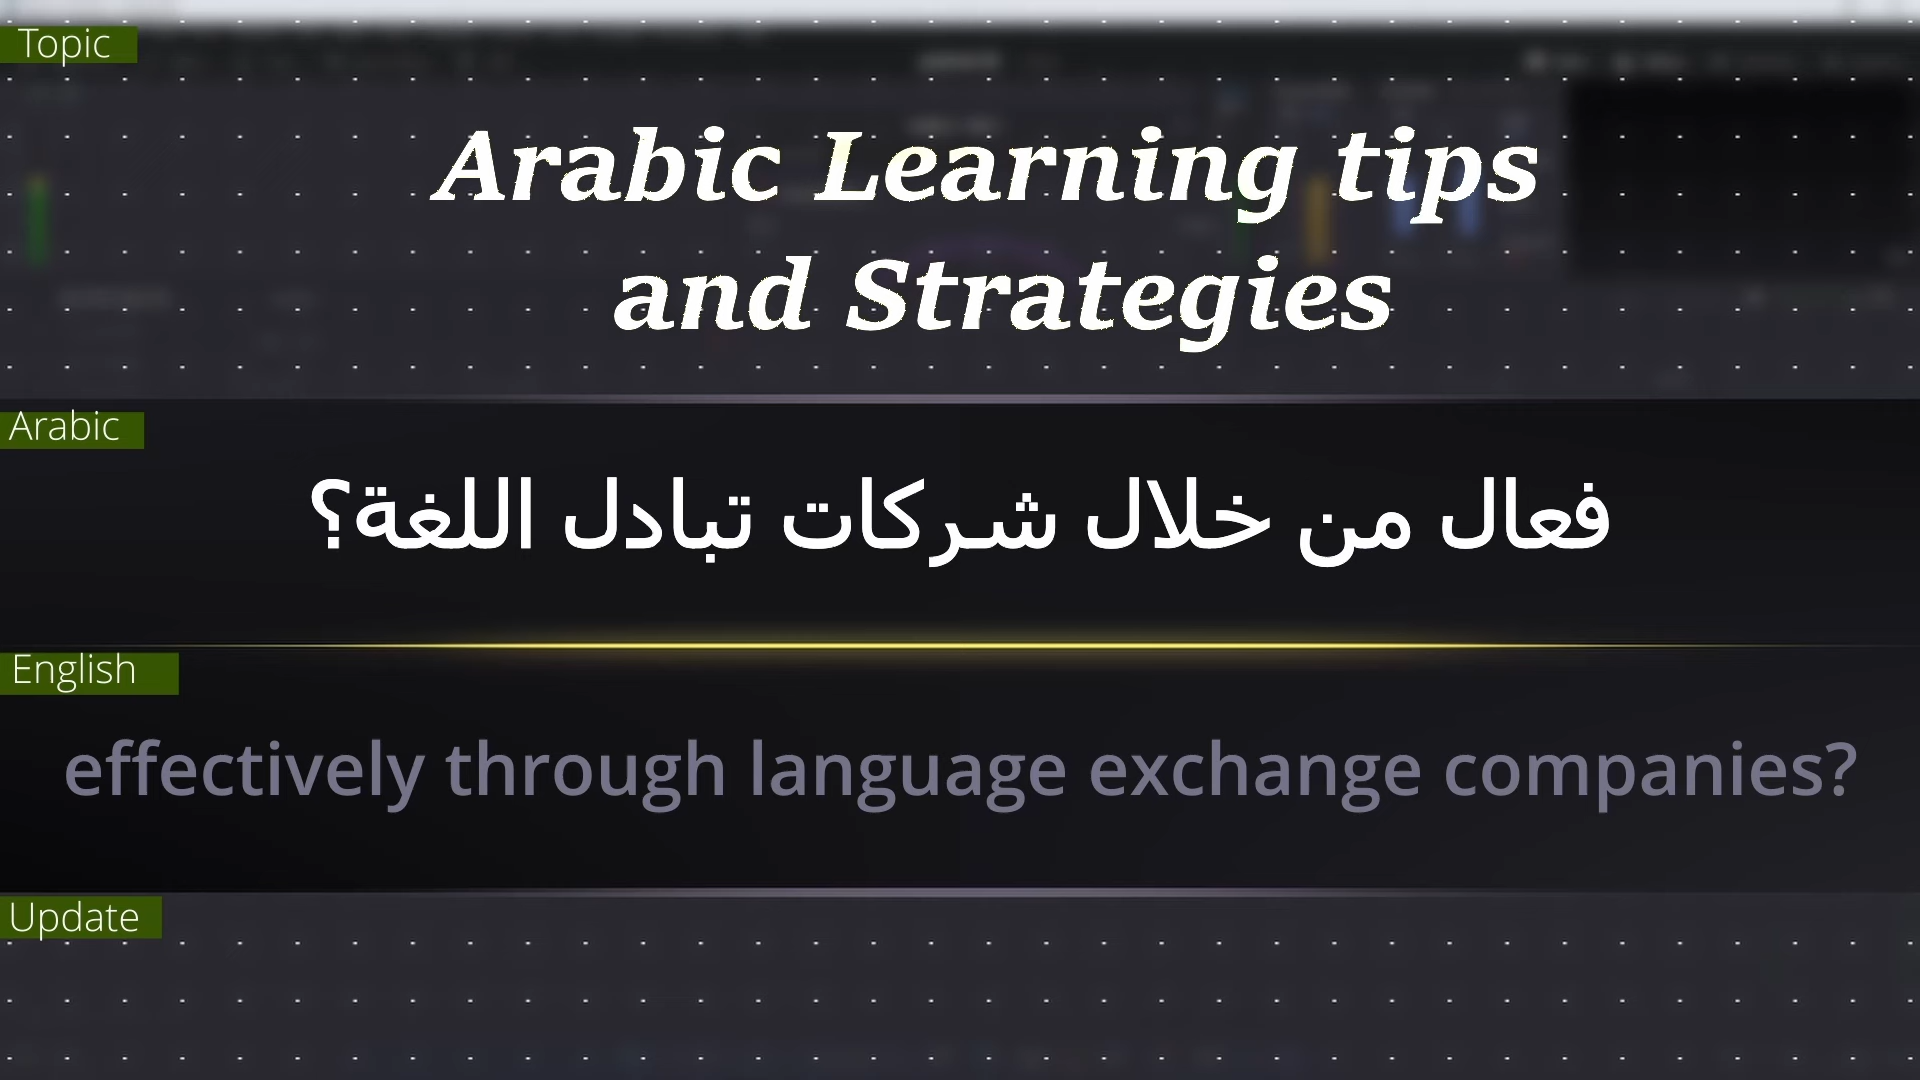 Topic
Arabic Learning tips
and Strategies
Arabic
فعال من خلال شركات تبادل اللغة؟
English
effectively through language exchange companies?
Update